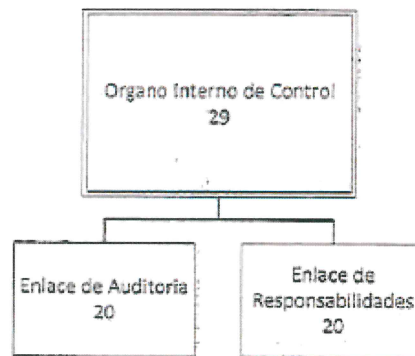 Organo Interno de Control
29
Enlace de Auditoria
20
Enlace de
Responsabilidades
20